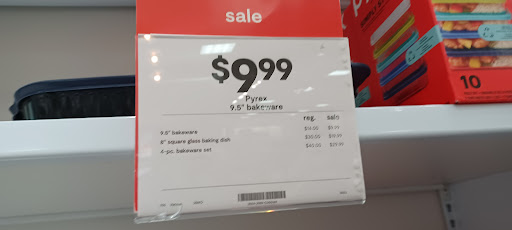 sale
$9.99
Pyrex
9.5" bakeware
reg. sale
9.5" bakeware $14.00 $9.99
8" square glass baking dish $30.00 $19.99
4-pc. bakeware set $40.00 $29.99
10